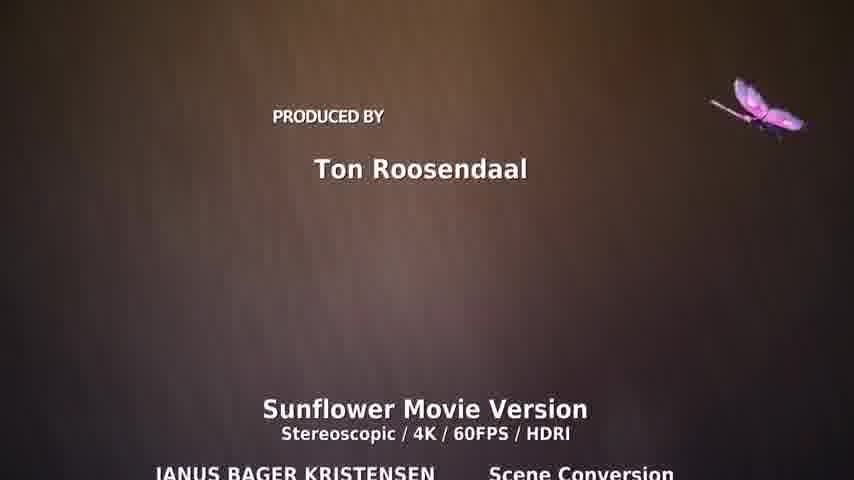 PRODUCED BY
Ton Roosendaal
Sunflower Movie Version
Stereoscopic / 4K / 60FPS / HDRI
JANUS BAGER KRISTENSEN Scene Conversion